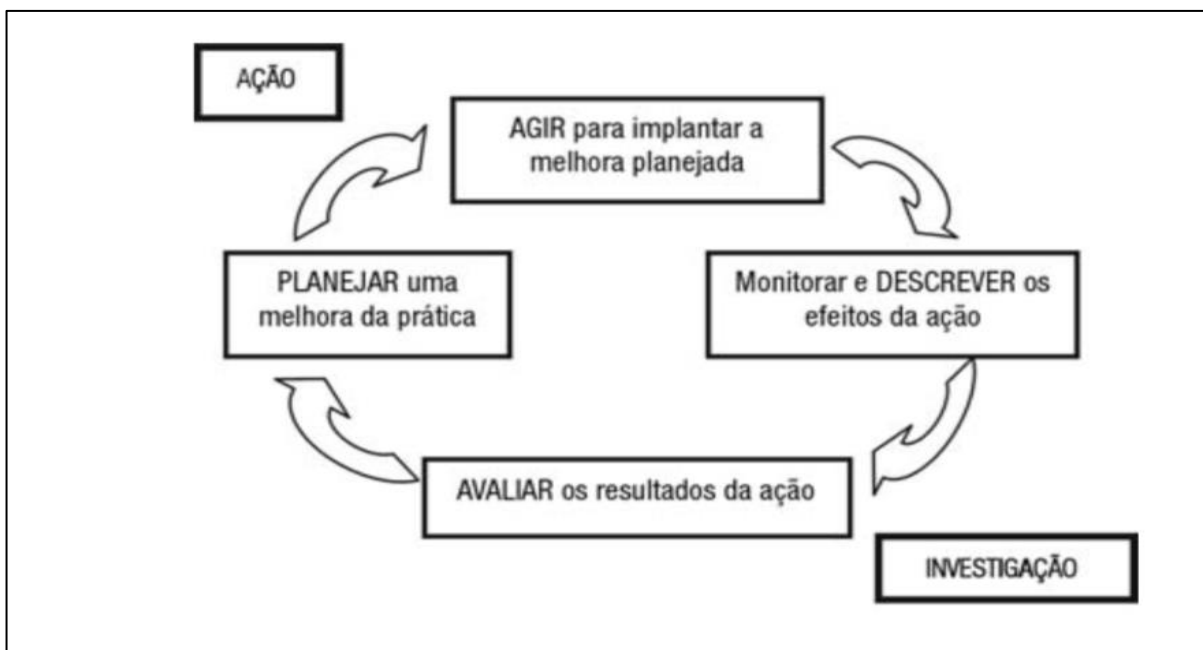 AÇÃO
AGIR para implantar a
melhora planejada
PLANEJAR uma
melhora da prática
Monitorar e DESCREVER os
efeitos da ação
AVALIAR os resultados da ação
INVESTIGAÇÃO